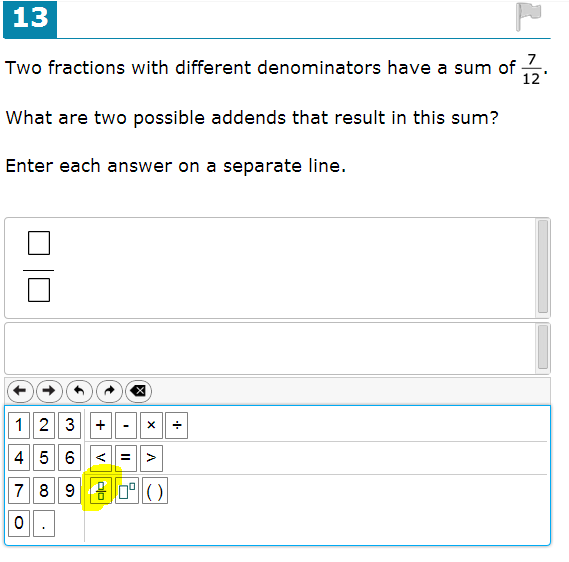 13
Two fractions with different denominators have a sum of 7/12.
What are two possible addends that result in this sum?
Enter each answer on a separate line.
1 2 3 + - × ÷
4 5 6 < = >
7 8 9 ( )
0 .